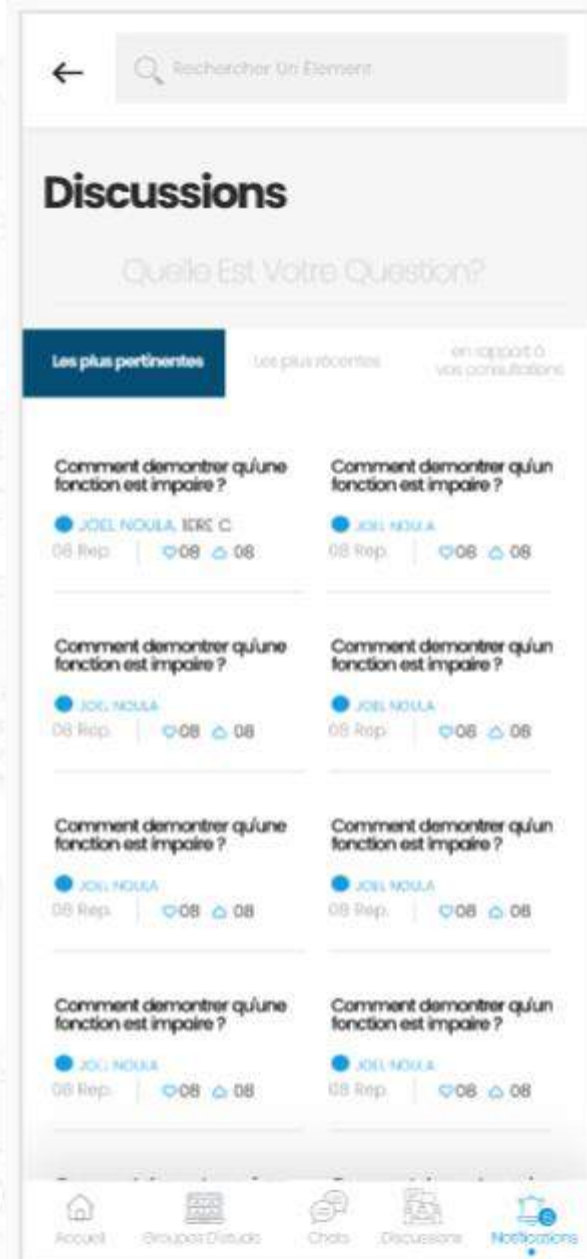 Rechercher Un Élement
Discussions
Quelle Est Votre Question?
Les plus pertinentes
Les plus récentes
en rapport à
vos consultations
Comment demontrer qu'une
fonction est impaire ?
JOEL NOULA, 1ERE C
08 Rep.
08
08
Comment demontrer qu'un
fonction est impaire ?
JOEL NOULA
08 Rep.
08
08
Comment demontrer qu'une
fonction est impaire ?
JOEL NOULA
08 Rep.
08
08
Comment demontrer qu'un
fonction est impaire ?
JOEL NOULA
08 Rep.
08
08
Comment demontrer qu'une
fonction est impaire ?
JOEL NOULA
08 Rep.
08
08
Comment demontrer qu'un
fonction est impaire ?
JOEL NOULA
08 Rep.
08
08
Comment demontrer qu'une
fonction est impaire ?
JOEL NOULA
08 Rep.
08
08
Comment demontrer qu'un
fonction est impaire ?
JOEL NOULA
08 Rep.
08
08
Accueil
Groupes D'étude
Chats
Discussions
Notifications